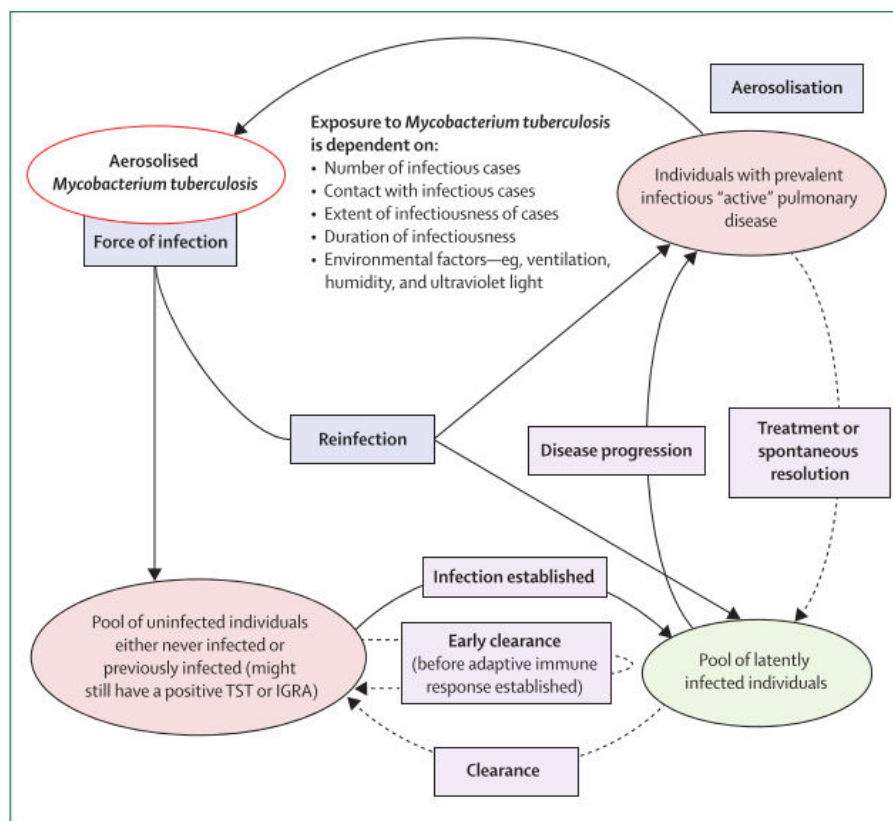 Aerosolisation
Exposure to Mycobacterium tuberculosis
is dependent on:
• Number of infectious cases
• Contact with infectious cases
• Extent of infectiousness of cases
• Duration of infectiousness
• Environmental factors—eg, ventilation,
humidity, and ultraviolet light
Aerosolised
Mycobacterium tuberculosis
Force of infection
Individuals with prevalent
infectious “active” pulmonary
disease
Reinfection
Disease progression
Treatment or
spontaneous
resolution
Infection established
Pool of uninfected individuals
either never infected or
previously infected (might
still have a positive TST or IGRA)
Early clearance
(before adaptive immune
response established)
Pool of latently
infected individuals
Clearance